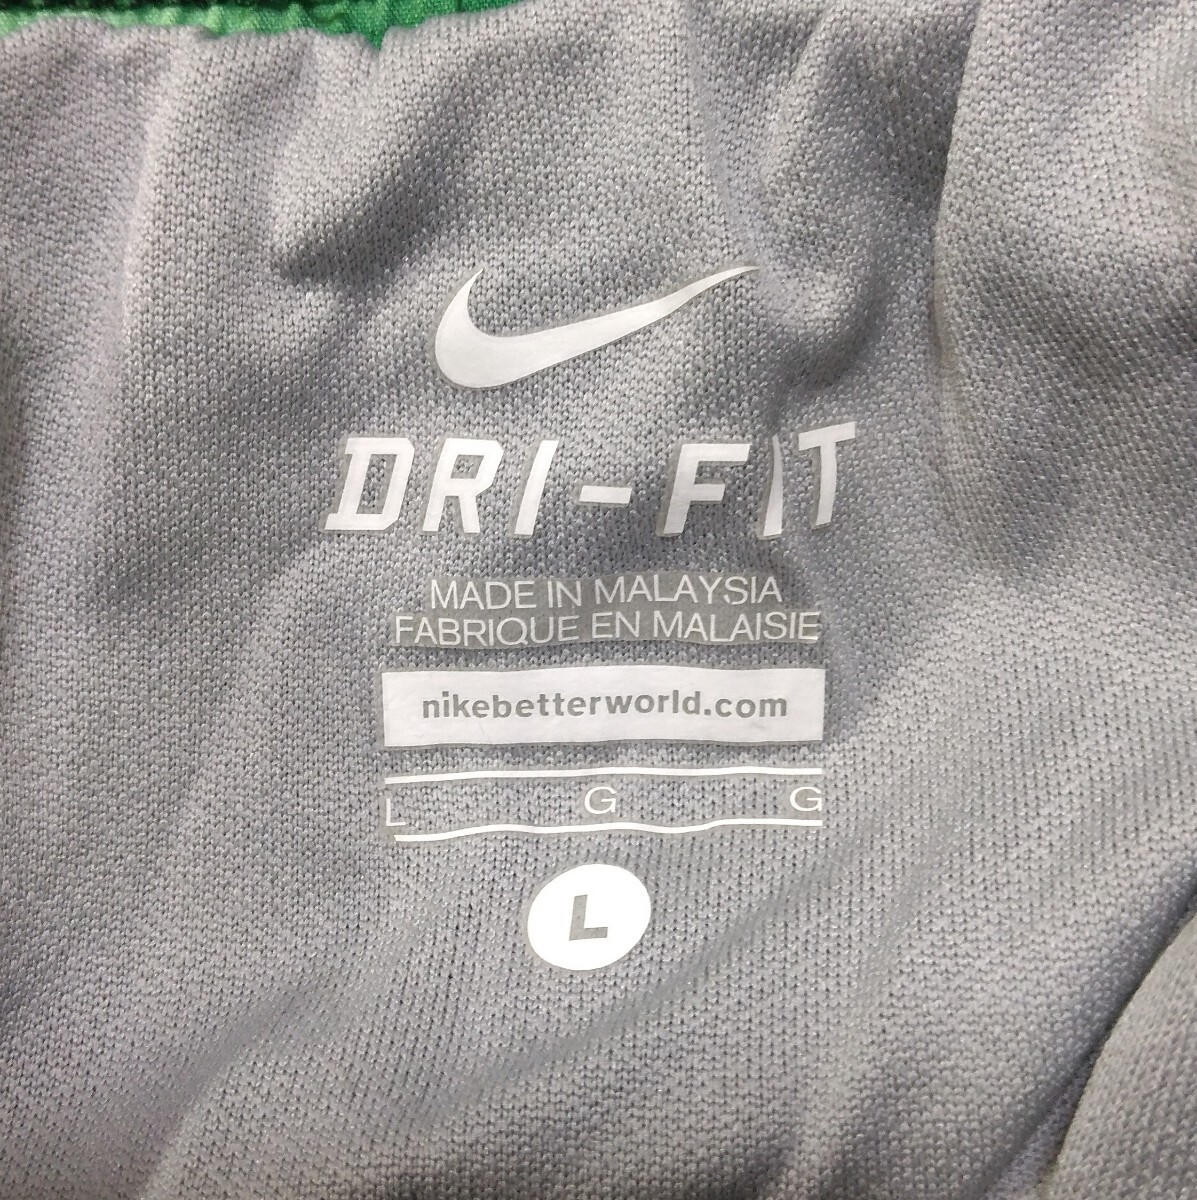 DRI-FIT
MADE IN MALAYSIA
FABRIQUE EN MALAISIE
nikebetterworld.com
L G G
L